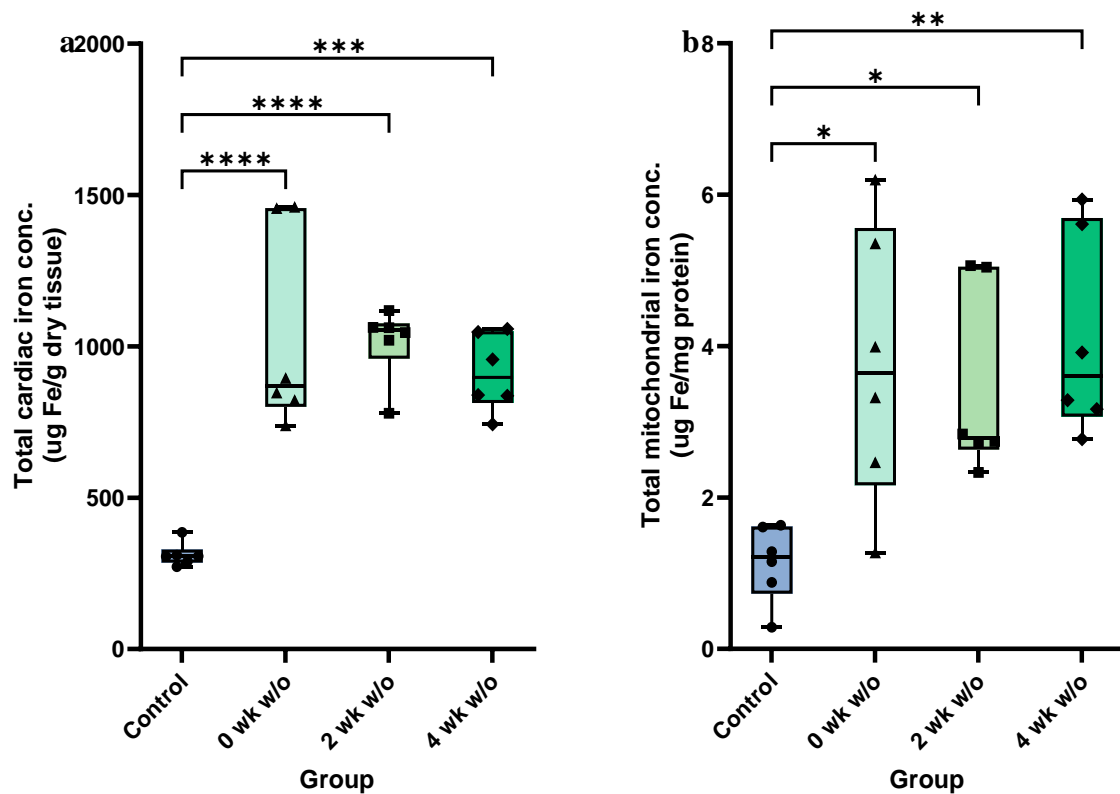 a
2000
1500
1000
500
0
Total cardiac iron conc.
(ug Fe/g dry tissue)
***
****
****
Control
0 wk w/o
2 wk w/o
4 wk w/o
Group
b
8
6
4
2
0
Total mitochondrial iron conc.
(ug Fe/mg protein)
**
*
*
Control
0 wk w/o
2 wk w/o
4 wk w/o
Group